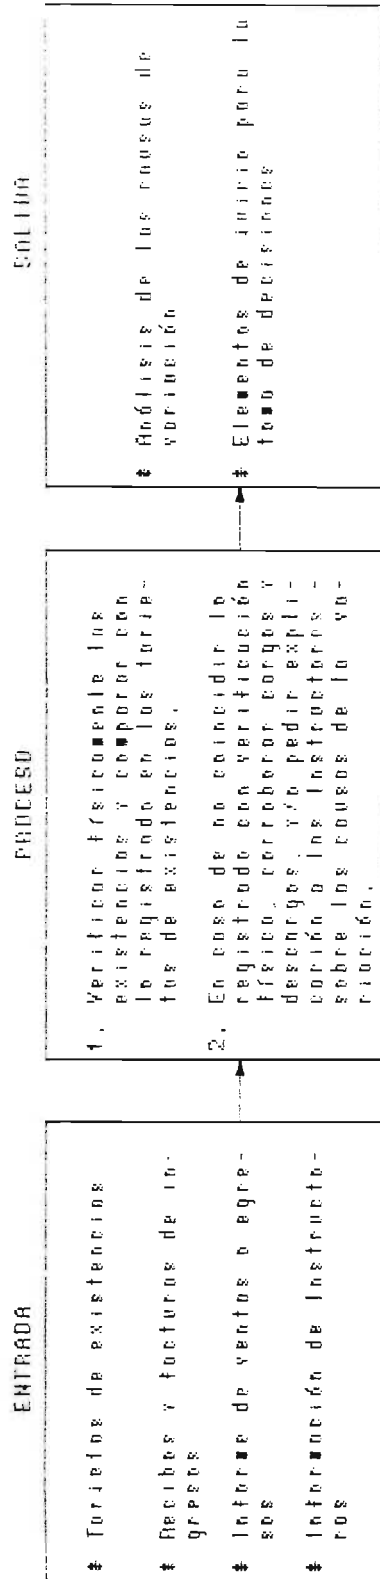 ENTRADA
* Tarjetas de existencias
* Recibos y facturas de in-
gresos
* Informe de ventas o egre-
sos
* Información de Instructo-
ras
PROCESO
1. Verificar físicamente las
existencias y comparar con
lo registrado en las tarje-
tas de existencias.
2. En caso de no coincidir lo
registrado con verificación
física, corroborar cargos y
descargos, y/o pedir expli-
cación a las Instructoras -
sobre las causas de la va-
riación.
SALIDA
* Análisis de las causas de
variación
* Elementos de juicio para la
toma de decisiones